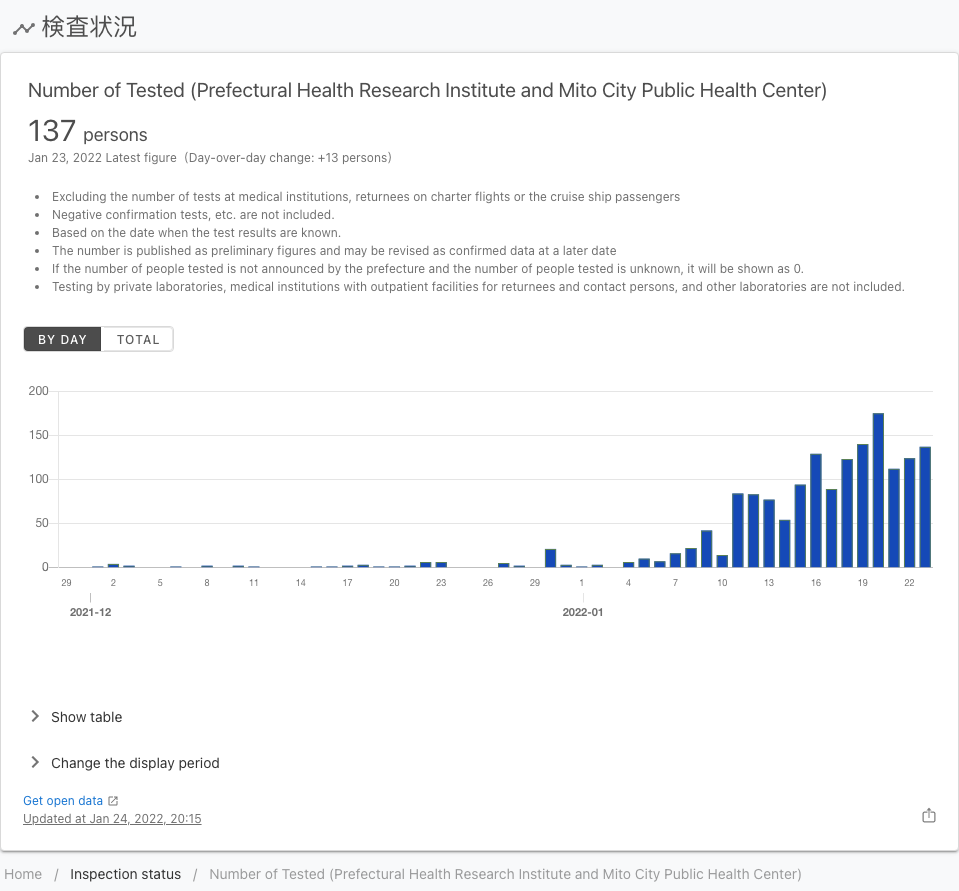 検査状況
Number of Tested (Prefectural Health Research Institute and Mito City Public Health Center)
137 persons
Jan 23, 2022 Latest figure (Day-over-day change: +13 persons)
• Excluding the number of tests at medical institutions, returnees on charter flights or the cruise ship passengers
• Negative confirmation tests, etc. are not included.
• Based on the date when the test results are known.
• The number is published as preliminary figures and may be revised as confirmed data at a later date
• If the number of people tested is not announced by the prefecture and the number of people tested is unknown, it will be shown as 0.
• Testing by private laboratories, medical institutions with outpatient facilities for returnees and contact persons, and other laboratories are not included.
BY DAY TOTAL
200
150
100
50
0
29 2 5 8 11 14 17 20 23 26 29 1 4 7 10 13 16 19 22
2021-12 2022-01
Show table
Change the display period
Get open data
Updated at Jan 24, 2022, 20:15
Home / Inspection status / Number of Tested (Prefectural Health Research Institute and Mito City Public Health Center)